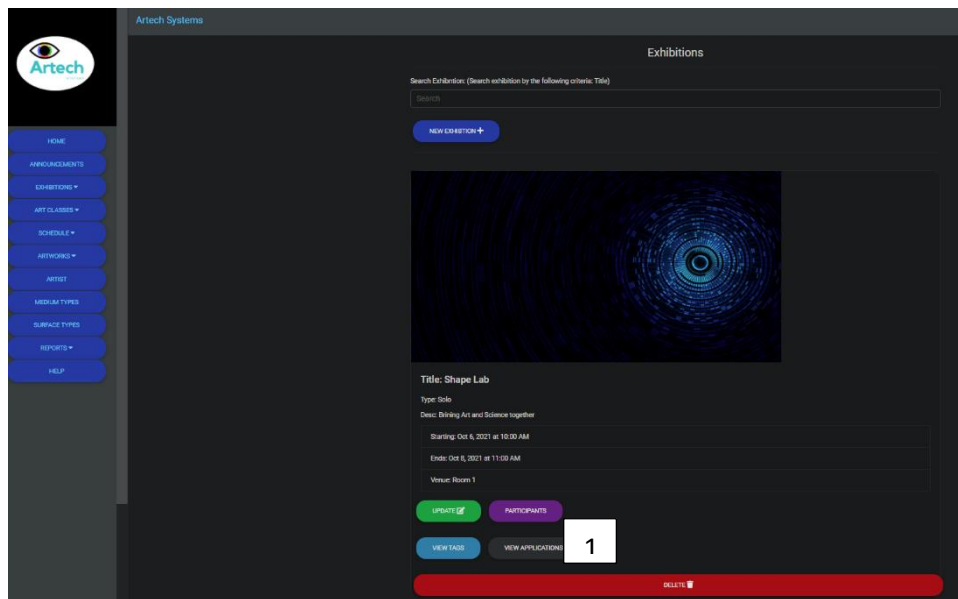 Artech Systems
Artech
HOME
ANNOUNCEMENTS
EXHIBITIONS
ART CLASSES
SCHEDULE
ARTWORKS
ARTIST
MEDIUM TYPES
SURFACE TYPES
REPORTS
HELP
Exhibitions
Search Exhibition: (Search exhibition by the following criteria: Title)
Search
NEW EXHIBITION +
Title: Shape Lab
Type: Solo
Desc: Brining Art and Science together
Starting: Oct 6, 2021 at 10:00 AM
Ends: Oct 8, 2021 at 11:00 AM
Venue: Room 1
UPDATE PARTICIPANTS
VIEW TAGS VIEW APPLICATIONS 1
DELETE